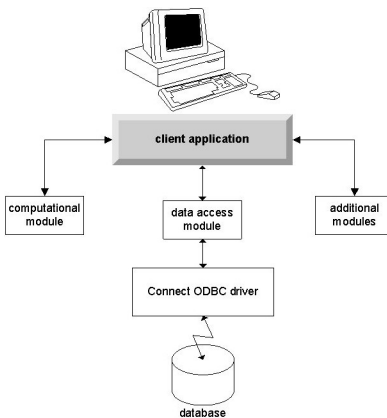 client application
computational
module
data access
module
additional
modules
Connect ODBC driver
database